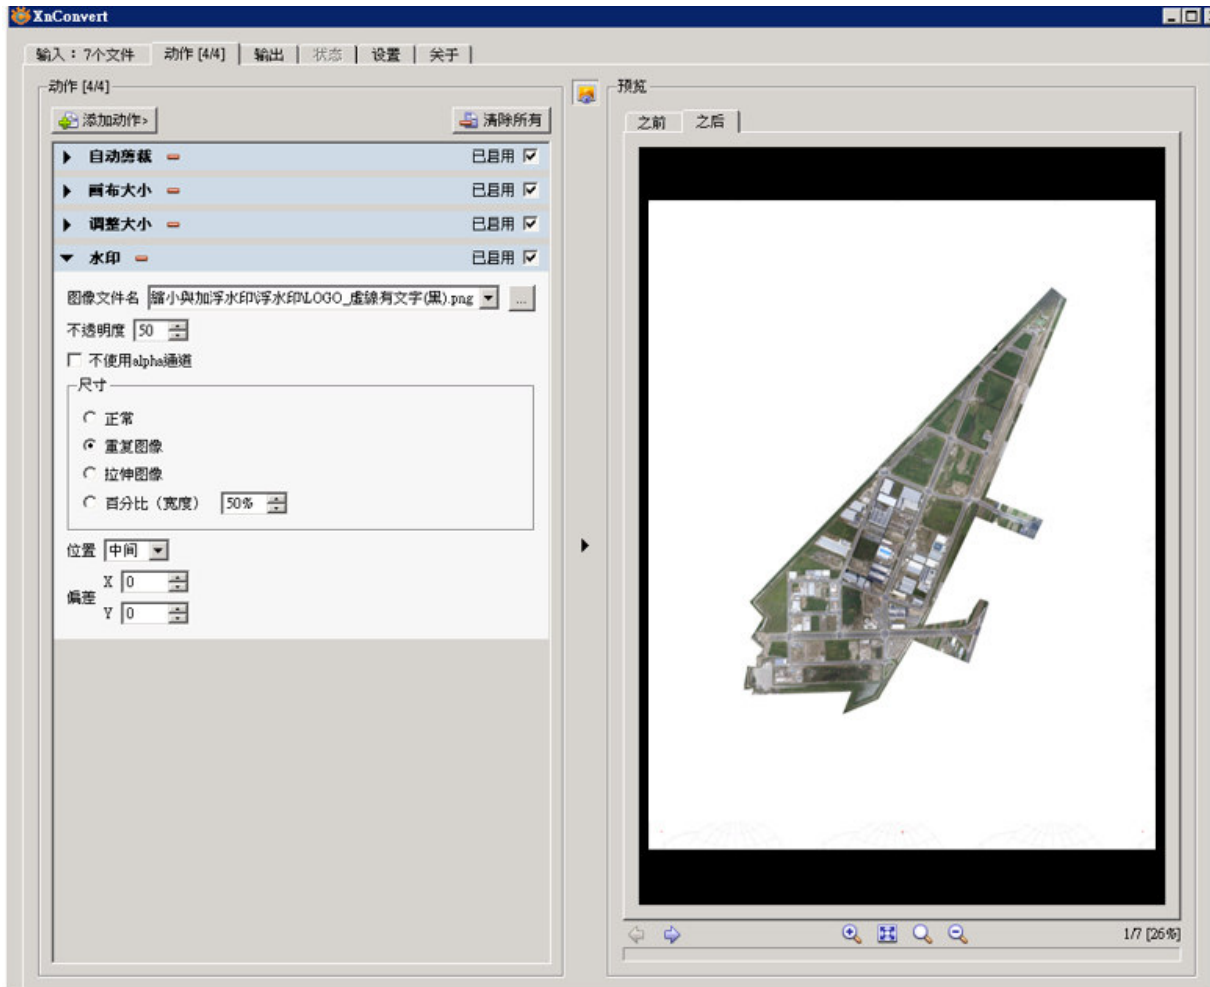 XnConvert
输入：7个文件 动作 [4/4] 输出 状态 设置 关于
动作 [4/4]
添加动作> 清除所有
自动剪裁 已启用
画布大小 已启用
调整大小 已启用
水印 已启用
图像文件名 縮小與加浮水印\浮水印\LOGO_虛線有文字(黑).png ...
不透明度 50
不使用alpha通道
尺寸
正常
重复图像
拉伸图像
百分比（宽度） 50%
位置 中间
偏差 X 0
Y 0
预览
之前 之后
1/7 [26%]